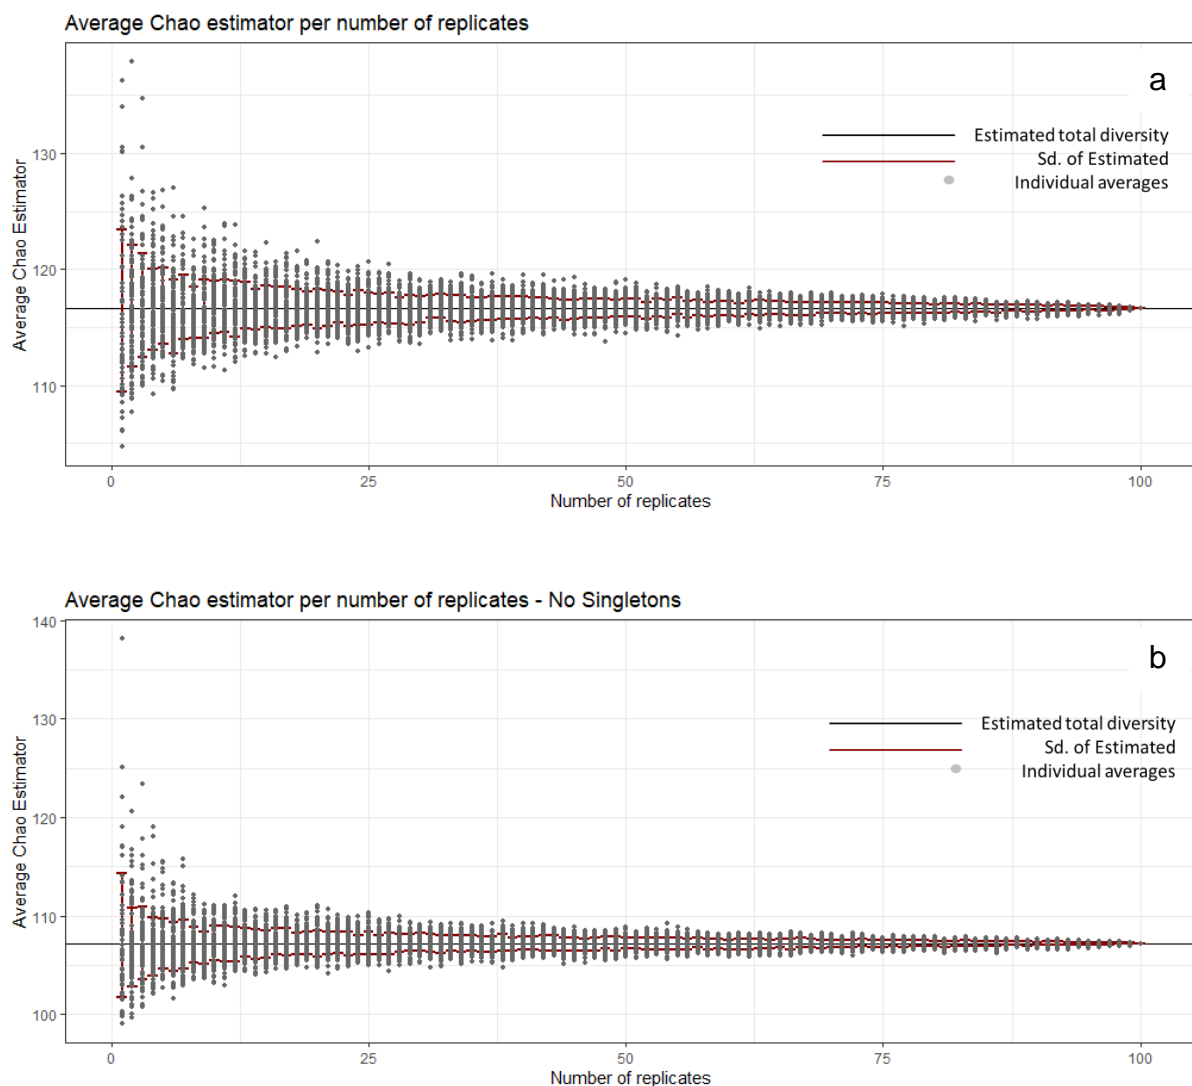 Average Chao estimator per number of replicates
a
Estimated total diversity
Sd. of Estimated
Individual averages
Average Chao Estimator
130
120
110
0 25 50 75 100
Number of replicates
Average Chao estimator per number of replicates - No Singletons
b
Estimated total diversity
Sd. of Estimated
Individual averages
Average Chao Estimator
140
130
120
110
100
0 25 50 75 100
Number of replicates